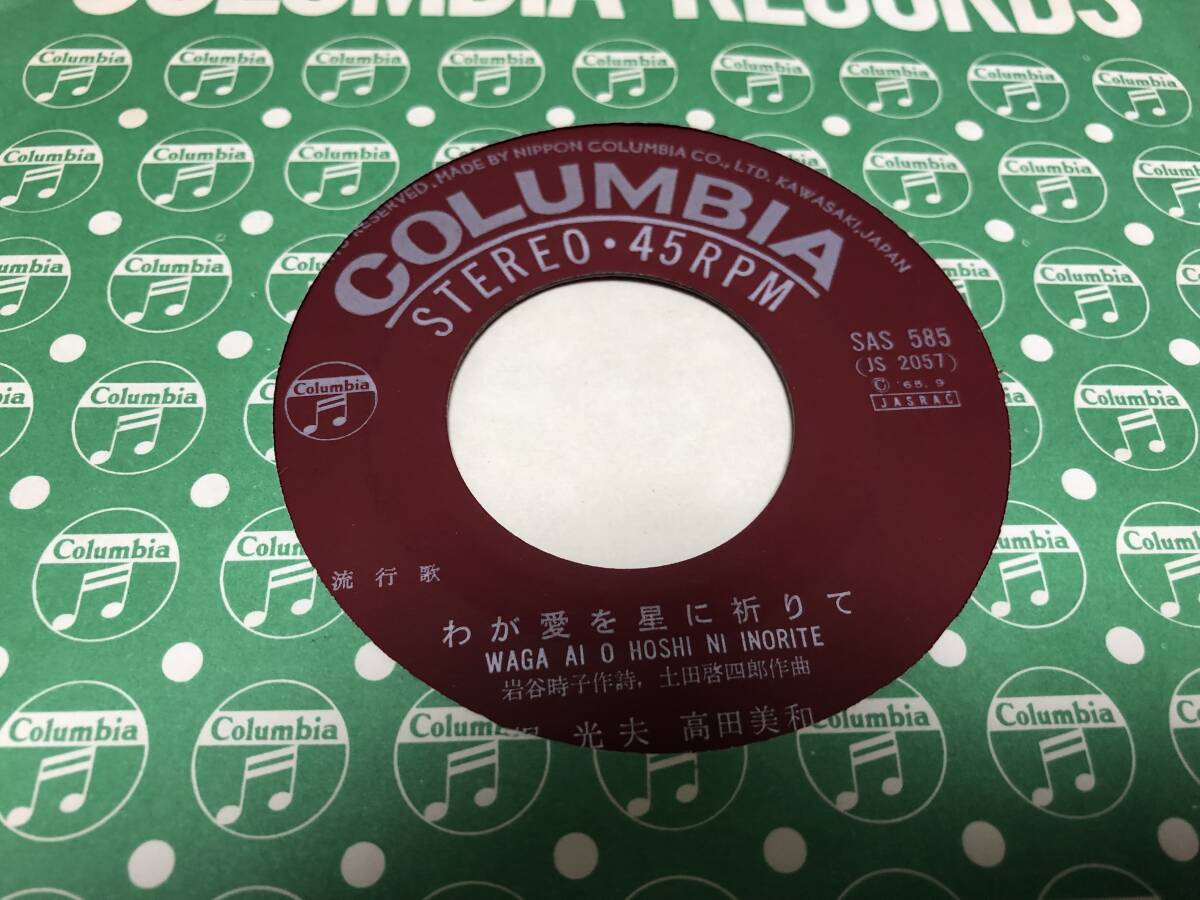 COLUMBIA RECORDS
RESERVED. MADE BY NIPPON COLUMBIA CO., LTD. KAWASAKI, JAPAN
COLUMBIA
STEREO・45RPM
SAS 585
(JS 2057)
Ⓒ '65. 9
JASRAC
Columbia
流行歌
わが愛を星に祈りて
WAGA AI O HOSHI NI INORITE
岩谷時子作詩, 土田啓四郎作曲
光夫 高田美和